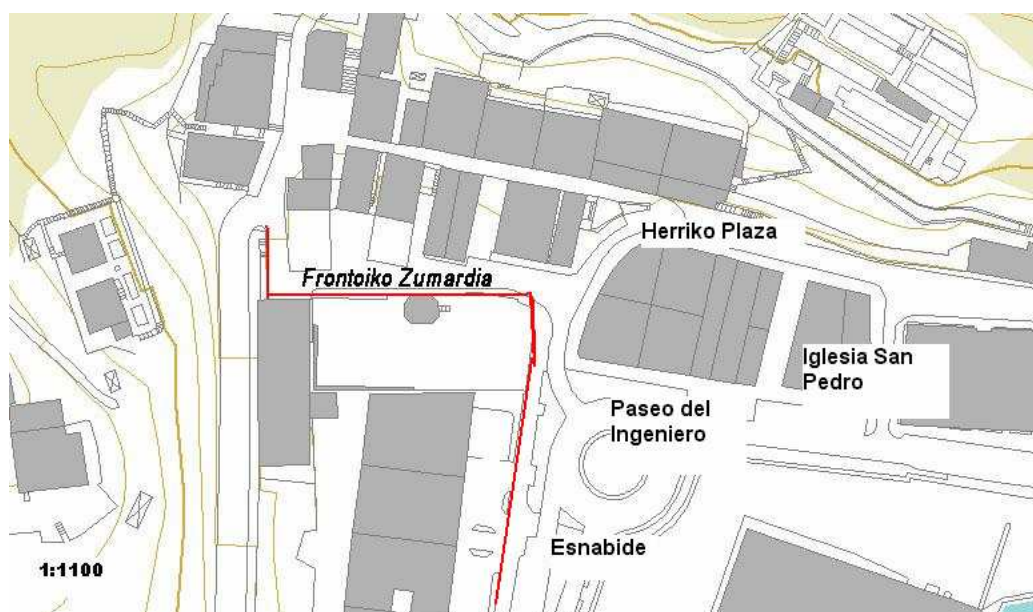 Herriko Plaza
Frontoiko Zumardia
Iglesia San
Pedro
Paseo del
Ingeniero
Esnabide
1:1100